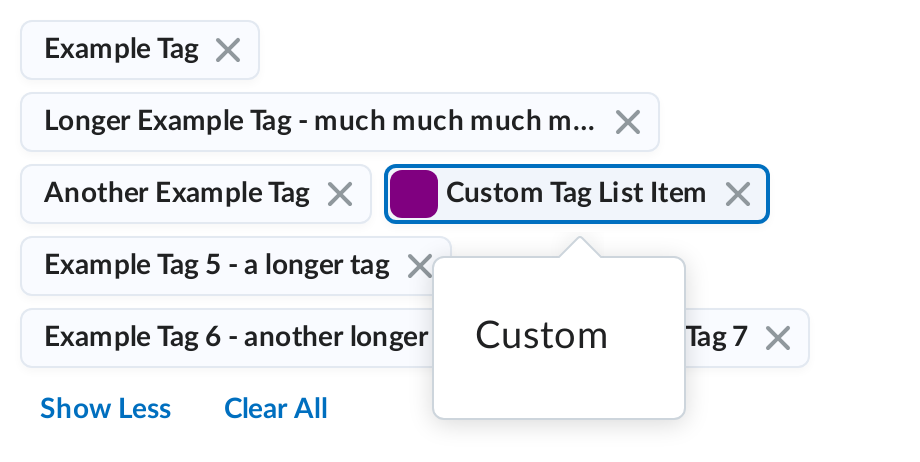 Example Tag
Longer Example Tag - much much much m...
Another Example Tag
Custom Tag List Item
Example Tag 5 - a longer tag
Example Tag 6 - another longer
Tag 7
Custom
Show Less
Clear All